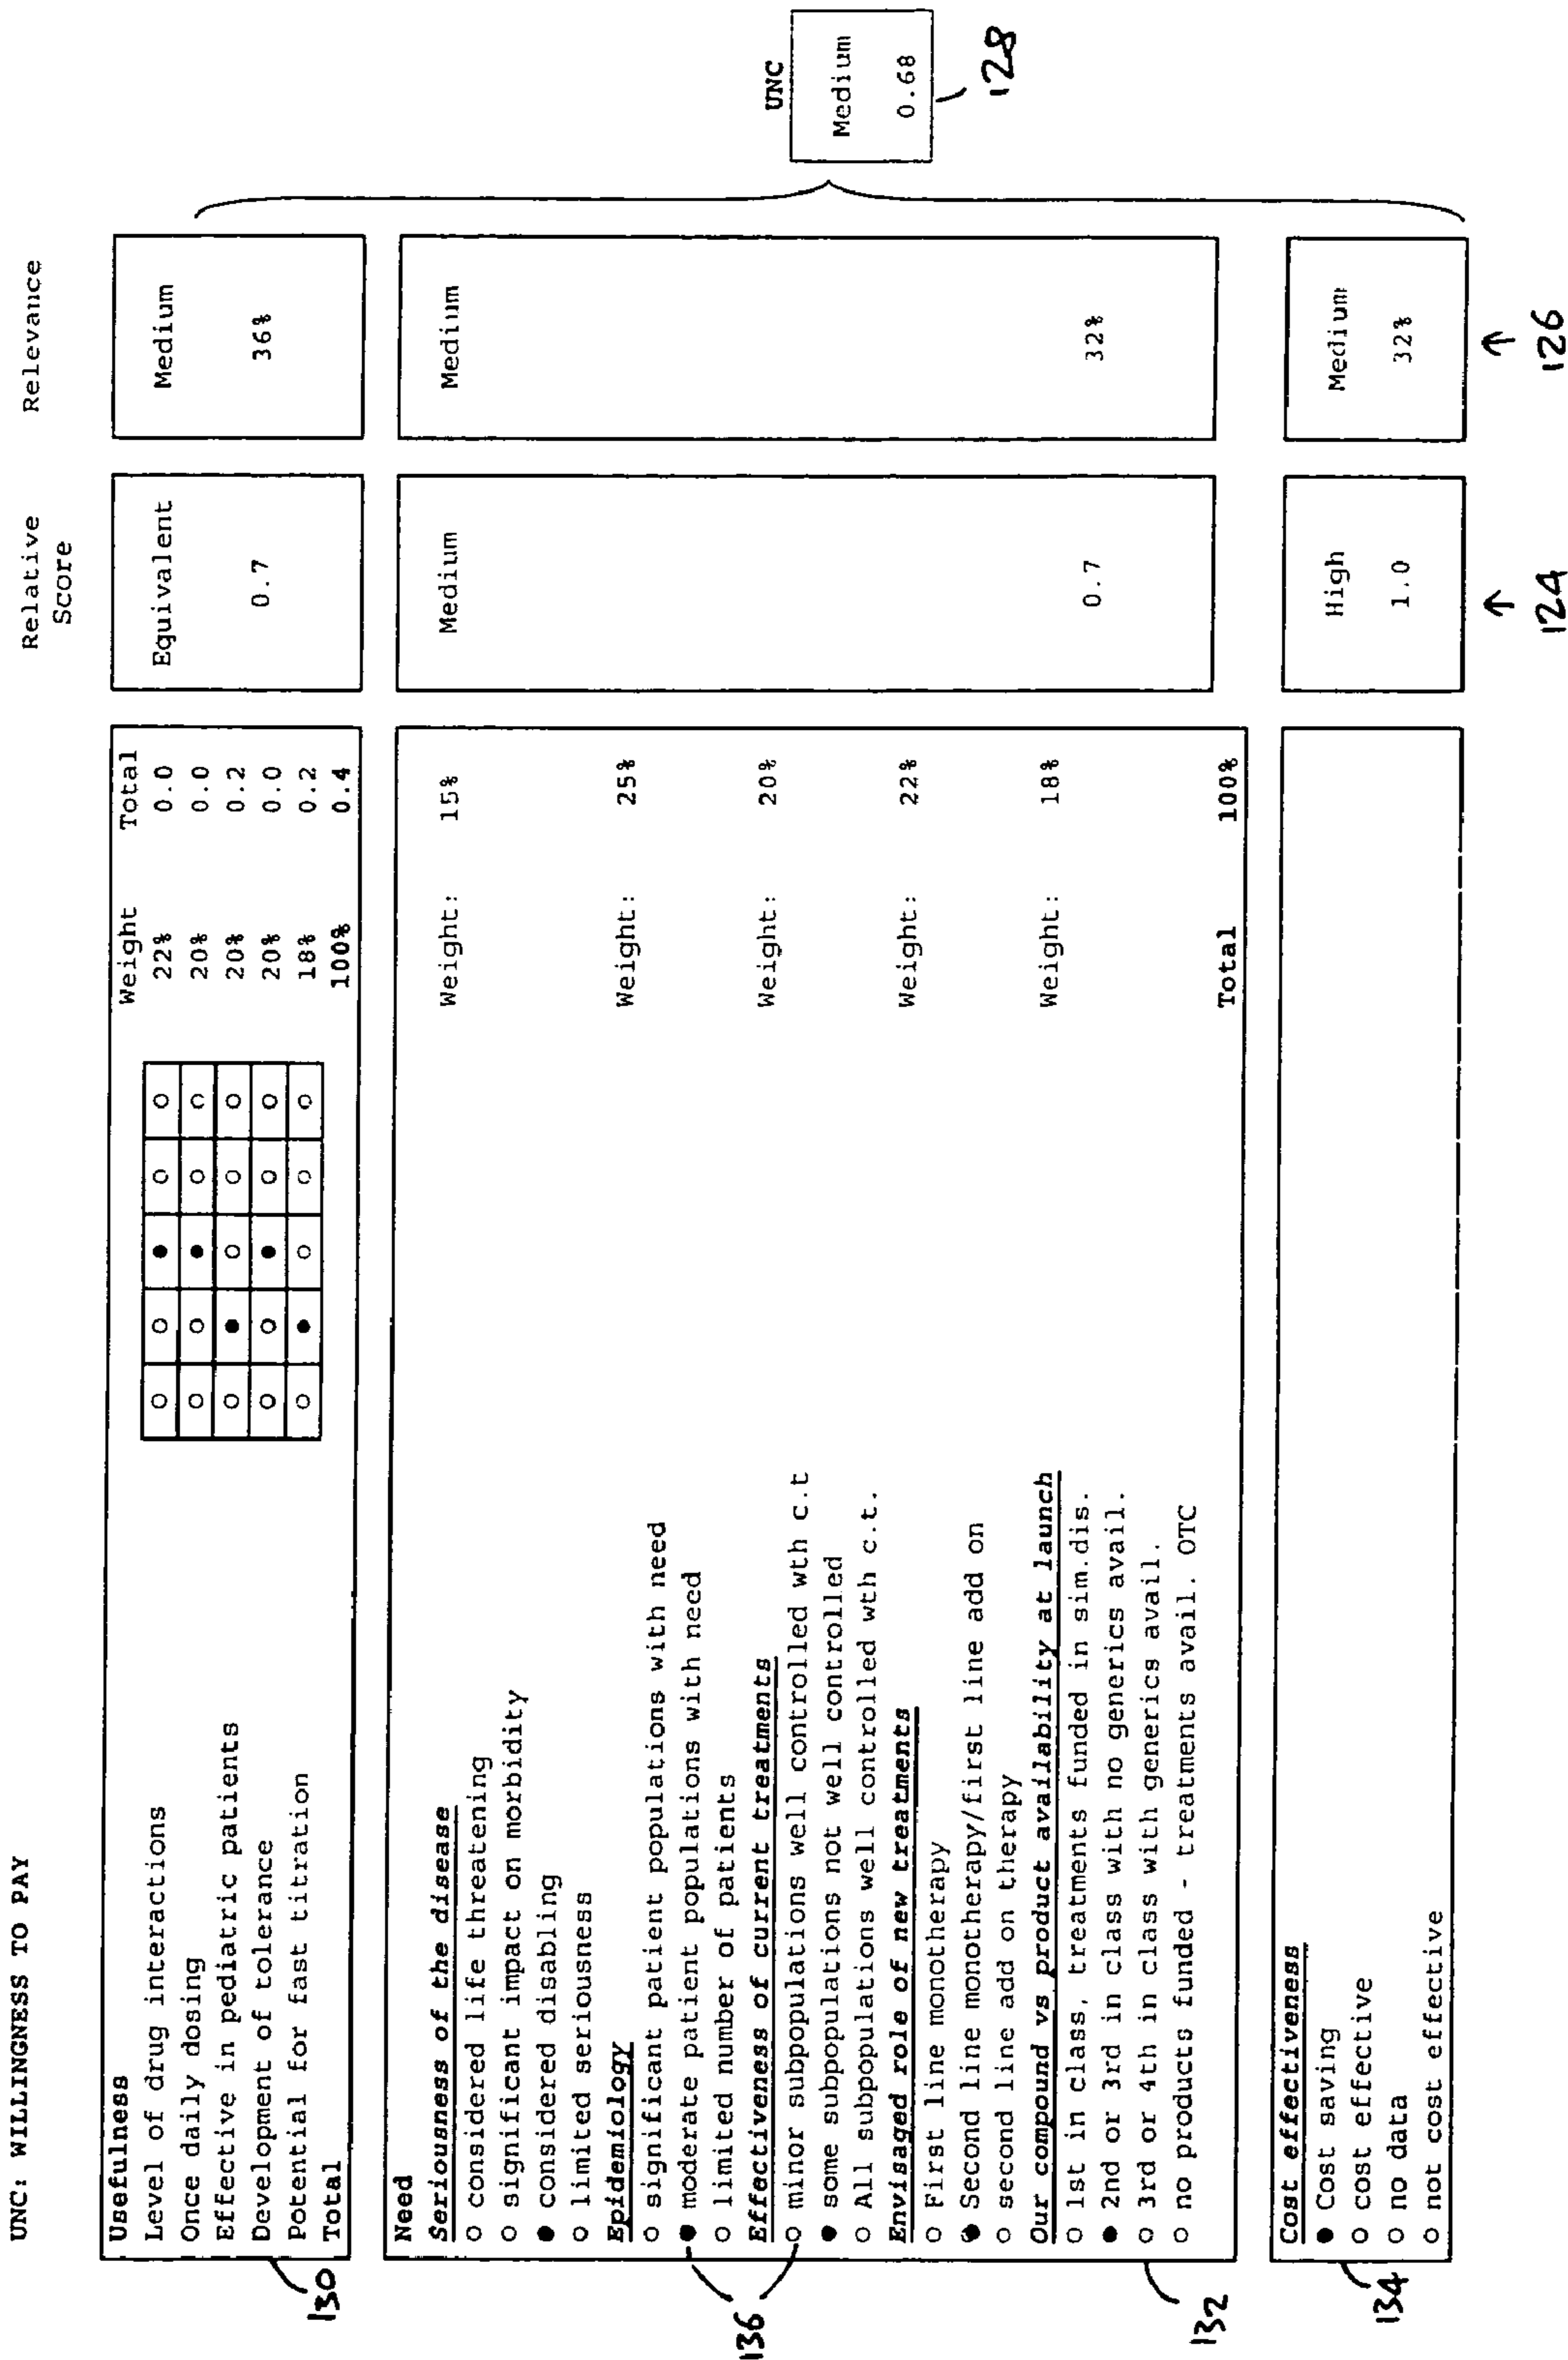 UNC: WILLINGNESS TO PAY
Relative Score
Relevance
Usefulness
Weight Total
Level of drug interactions 22% 0.0
Once daily dosing 20% 0.0
Effective in pediatric patients 20% 0.2
Development of tolerance 20% 0.0
Potential for fast titration 18% 0.2
Total 100% 0.4
Equivalent
0.7
Medium
36%
130
Need
Seriousness of the disease Weight: 15%
considered life threatening
significant impact on morbidity
considered disabling
limited seriousness
Epidemiology Weight: 25%
significant patient populations with need
moderate patient populations with need
limited number of patients
Effectiveness of current treatments Weight: 20%
minor subpopulations well controlled wth c.t
some subpopulations not well controlled
All subpopulations well controlled wth c.t.
Envisaged role of new treatments Weight: 22%
First line monotherapy
Second line monotherapy/first line add on
second line add on therapy
Our compound vs product availability at launch Weight: 18%
1st in class, treatments funded in sim.dis.
2nd or 3rd in class with no generics avail.
3rd or 4th in class with generics avail.
no products funded - treatments avail. OTC
Total 100%
Medium
0.7
Medium
32%
136
132
Cost effectiveness
Cost saving
cost effective
no data
not cost effective
High
1.0
Medium
32%
134
124
126
UNC
Medium
0.68
128